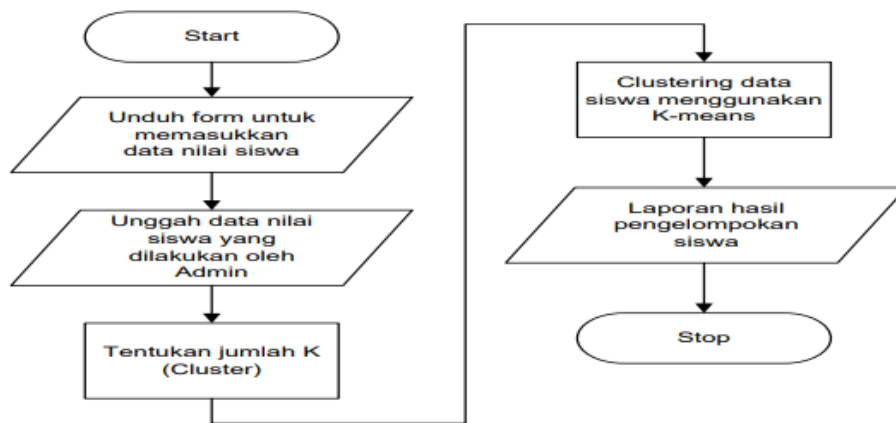 Start
Unduh form untuk
memasukkan
data nilai siswa
Unggah data nilai
siswa yang
dilakukan oleh
Admin
Tentukan jumlah K
(Cluster)
Clustering data
siswa menggunakan
K-means
Laporan hasil
pengelompokan
siswa
Stop